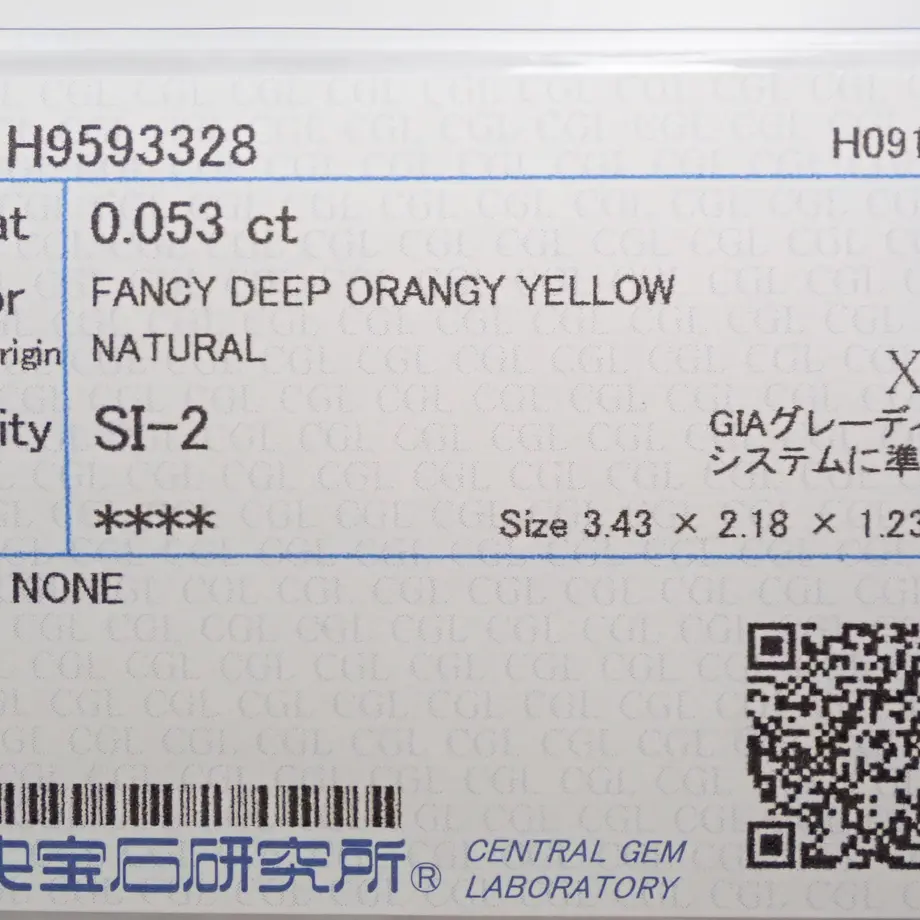 H9593328
H091
at 0.053 ct
or FANCY DEEP ORANGY YELLOW
rigin NATURAL
X
ity SI-2
GIAグレーディ
システムに準
****
Size 3.43 × 2.18 × 1.23
NONE
央宝石研究所®
CENTRAL GEM
LABORATORY